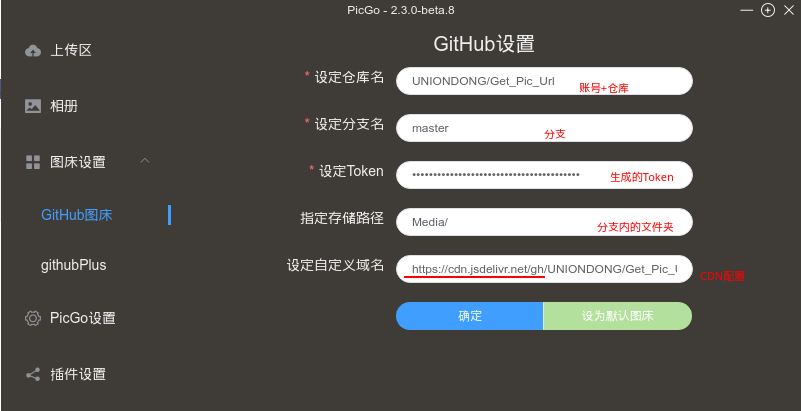 PicGo - 2.3.0-beta.8
上传区
相册
图床设置
GitHub图床
githubPlus
PicGo设置
插件设置
GitHub设置
* 设定仓库名
UNIONDONG/Get_Pic_Url
账号+仓库
* 设定分支名
master
分支
* 设定Token
生成的Token
指定存储路径
Media/
分支内的文件夹
设定自定义域名
https://cdn.jsdelivr.net/gh/UNIONDONG/Get_Pic_U
CDN配置
确定
设为默认图床